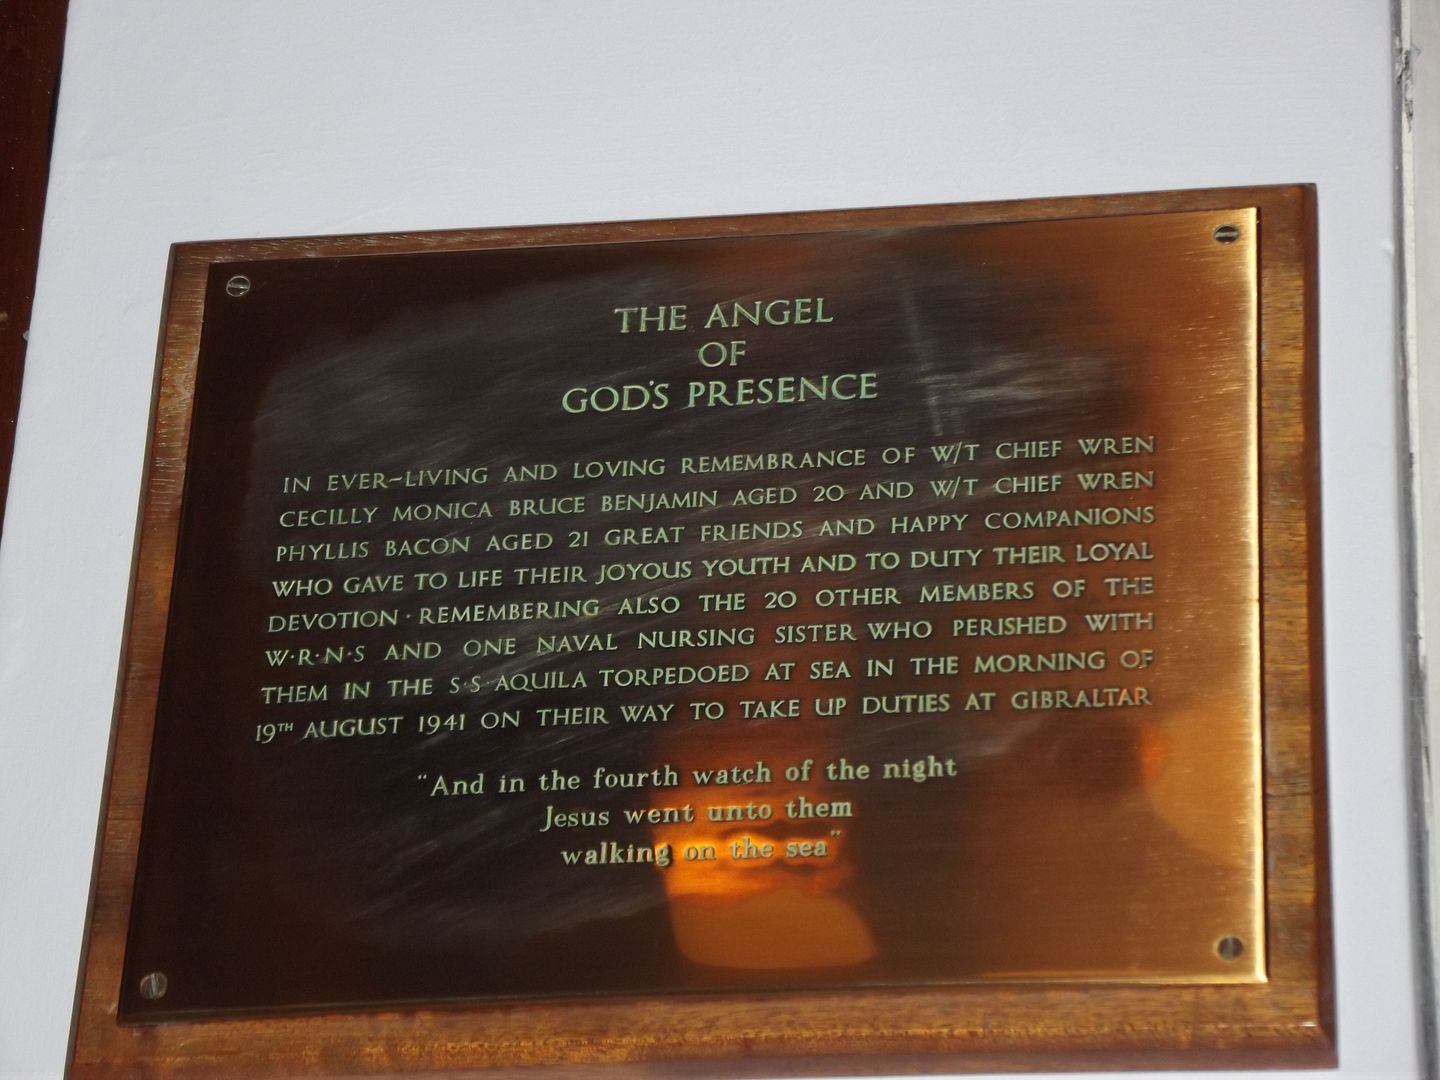 THE ANGEL
OF
GOD'S PRESENCE
IN EVER-LIVING AND LOVING REMEMBRANCE OF W/T CHIEF WREN
CECILLY MONICA BRUCE BENJAMIN AGED 20 AND W/T CHIEF WREN
PHYLLIS BACON AGED 21 GREAT FRIENDS AND HAPPY COMPANIONS
WHO GAVE TO LIFE THEIR JOYOUS YOUTH AND TO DUTY THEIR LOYAL
DEVOTION · REMEMBERING ALSO THE 20 OTHER MEMBERS OF THE
W·R·N·S AND ONE NAVAL NURSING SISTER WHO PERISHED WITH
THEM IN THE S·S·AQUILA TORPEDOED AT SEA IN THE MORNING OF
19TH AUGUST 1941 ON THEIR WAY TO TAKE UP DUTIES AT GIBRALTAR
"And in the fourth watch of the night
Jesus went unto them
walking on the sea"